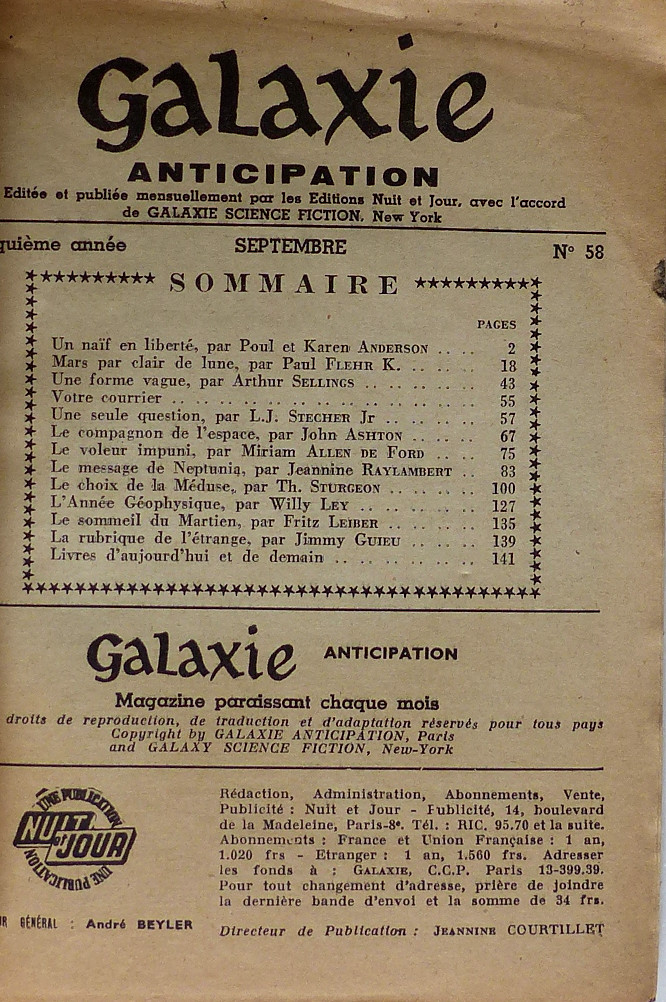 Galaxie
ANTICIPATION
Editée et publiée mensuellement par les Editions Nuit et Jour, avec l'accord
de GALAXIE SCIENCE FICTION, New York
quième année SEPTEMBRE N° 58
SOMMAIRE
PAGES
Un naïf en liberté, par Poul et Karen ANDERSON .. .. 2
Mars par clair de lune, par Paul FLEHR K. .. .. .. 18
Une forme vague, par Arthur SELLINGS .. .. .. .. 43
Votre courrier .. .. .. .. .. .. .. .. .. .. 55
Une seule question, par L.J. STECHER Jr .. .. .. .. 57
Le compagnon de l'espace, par John ASHTON .. .. .. 67
Le voleur impuni, par Miriam ALLEN DE FORD .. .. 75
Le message de Neptuniq, par Jeannine RAYLAMBERT .. 83
Le choix de la Méduse, par Th. STURGEON .. .. .. .. 100
L'Année Géophysique, par Willy LEY .. .. .. .. .. 127
Le sommeil du Martien, par Fritz LEIBER .. .. .. .. 135
La rubrique de l'étrange, par Jimmy GUIEU .. .. .. 139
Livres d'aujourd'hui et de demain .. .. .. .. .. .. 141
Galaxie ANTICIPATION
Magazine paraissant chaque mois
droits de reproduction, de traduction et d'adaptation réservés pour tous pays
Copyright by GALAXIE ANTICIPATION, Paris
and GALAXY SCIENCE FICTION, New-York
UNE PUBLICATION
NUIT et JOUR
UNE PUBLICATION
R GÉNÉRAL : André BEYLER
Rédaction, Administration, Abonnements, Vente,
Publicité : Nuit et Jour - Publicité, 14, boulevard
de la Madeleine, Paris-8e. Tél. : RIC. 95.70 et la suite.
Abonnements : France et Union Française : 1 an,
1.020 frs - Etranger : 1 an, 1.560 frs. Adresser
les fonds à : GALAXIE, C.C.P. Paris 13-399.39.
Pour tout changement d'adresse, prière de joindre
la dernière bande d'envoi et la somme de 34 frs.
Directeur de Publication : JEANNINE COURTILLET